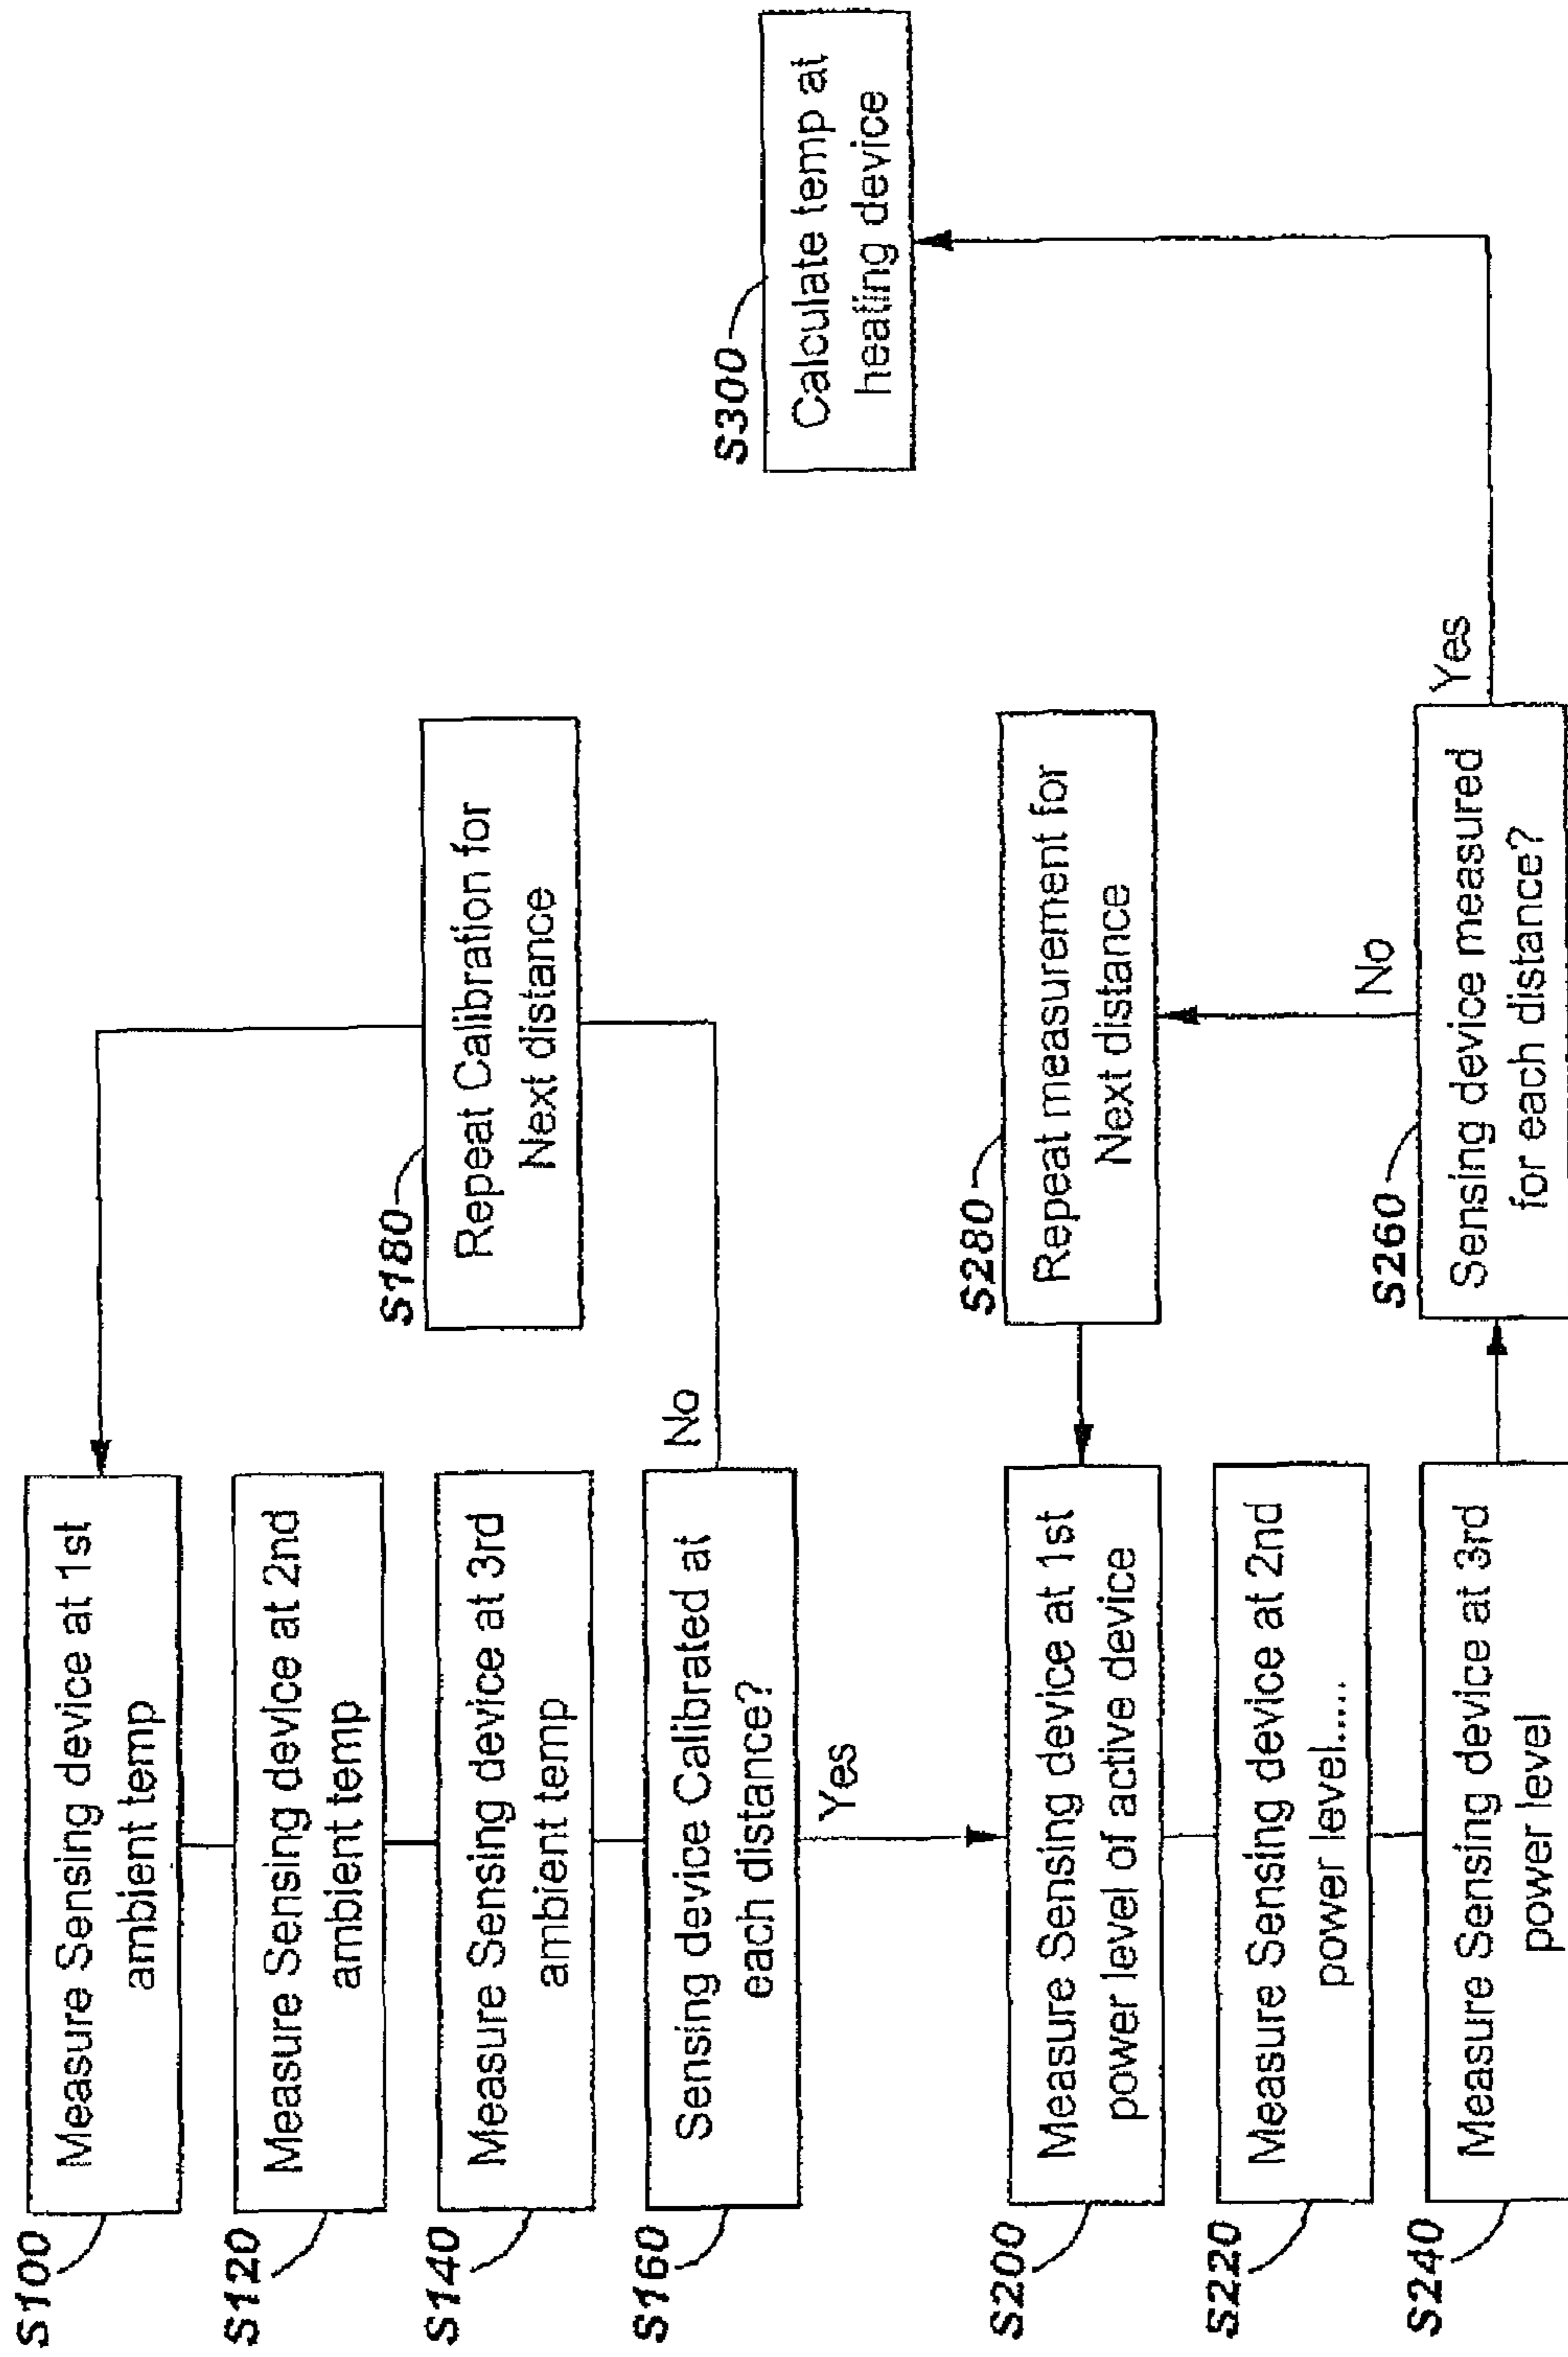 S100
Measure Sensing device at 1st
ambient temp
S120
Measure Sensing device at 2nd
ambient temp
S140
Measure Sensing device at 3rd
ambient temp
S160
Sensing device Calibrated at
each distance?
No
Yes
S180
Repeat Calibration for
Next distance
S200
Measure Sensing device at 1st
power level of active device
S220
Measure Sensing device at 2nd
power level.....
S240
Measure Sensing device at 3rd
power level
S260
Sensing device measured
for each distance?
No
Yes
S280
Repeat measurement for
Next distance
S300
Calculate temp at
heating device